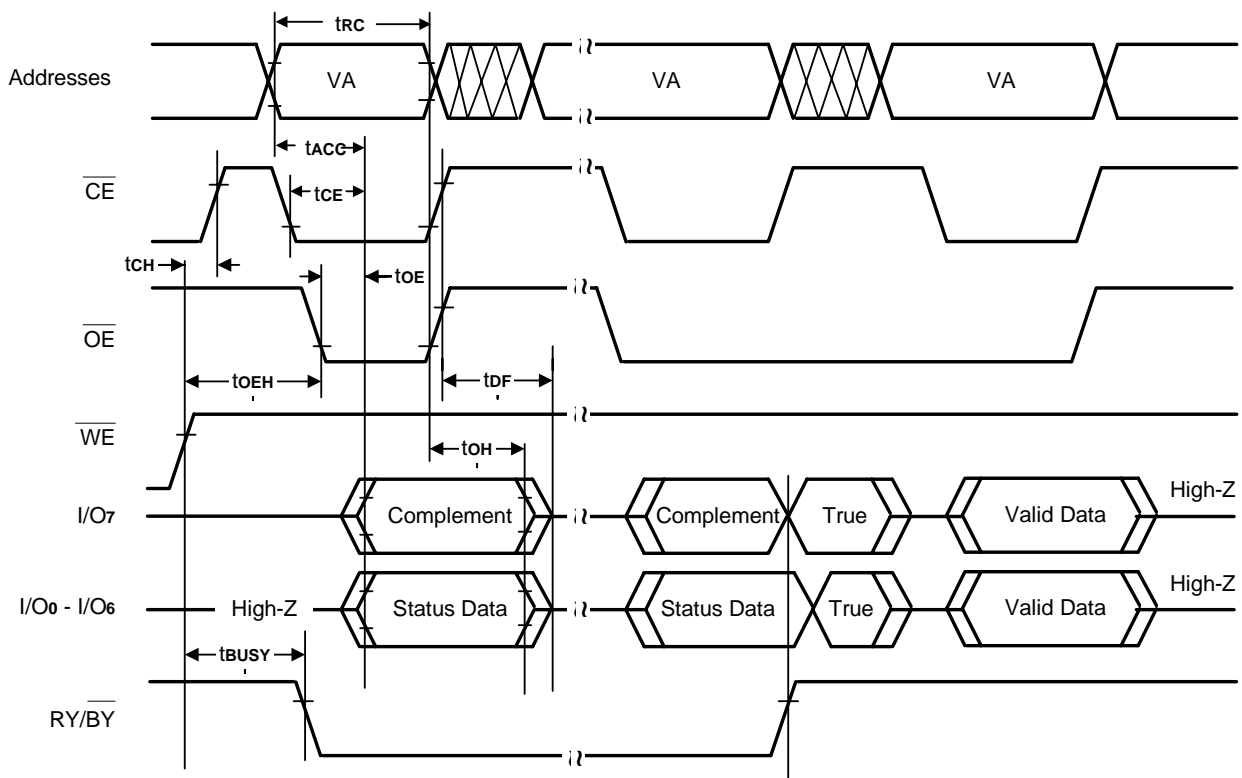 tRC
Addresses VA VA VA
tACC
CE
tCE
tCH tOE
OE
tOEH tDF
WE
tOH
I/O7 Complement Complement True Valid Data High-Z
I/O0 - I/O6 High-Z Status Data Status Data True Valid Data High-Z
tBUSY
RY/BY